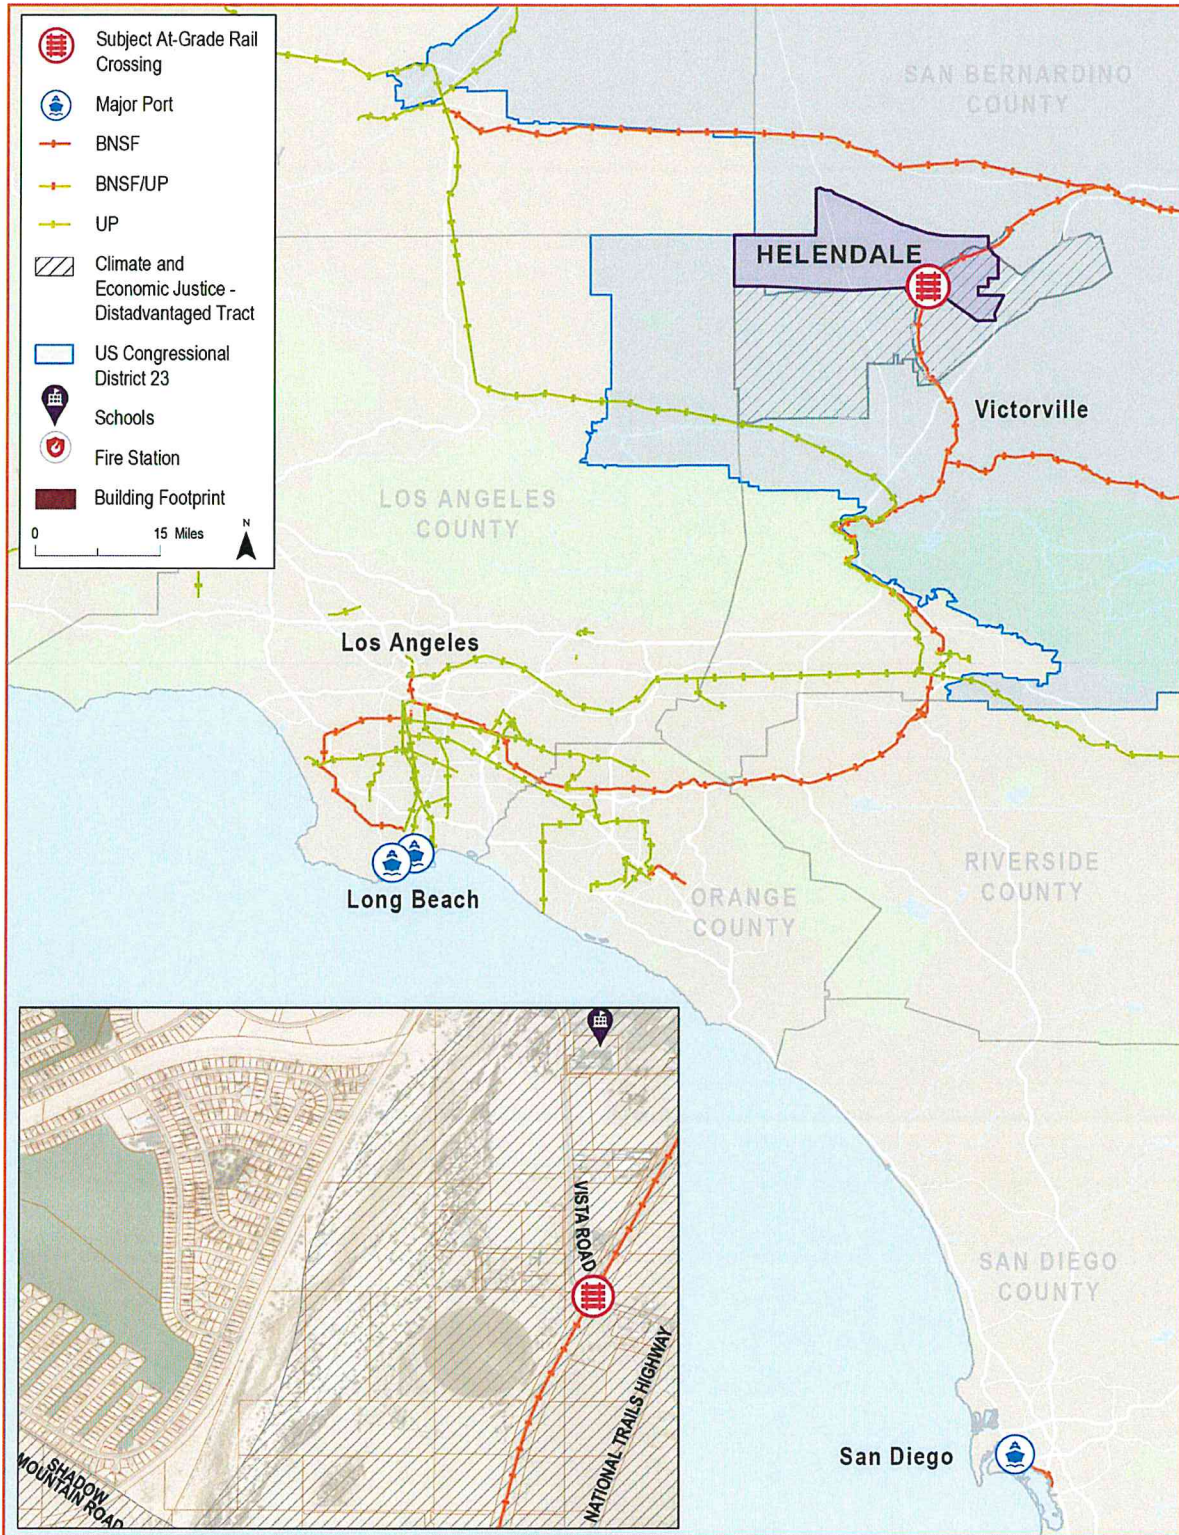 Subject At-Grade Rail
Crossing
Major Port
BNSF
BNSF/UP
UP
Climate and
Economic Justice -
Distadvantaged Tract
US Congressional
District 23
Schools
Fire Station
Building Footprint
0 15 Miles
N
SAN BERNARDINO
COUNTY
HELENDALE
Victorville
LOS ANGELES
COUNTY
Los Angeles
Long Beach
ORANGE
COUNTY
RIVERSIDE
COUNTY
SAN DIEGO
COUNTY
San Diego
VISTA ROAD
NATIONAL TRAILS HIGHWAY
SHADOW
MOUNTAIN ROAD